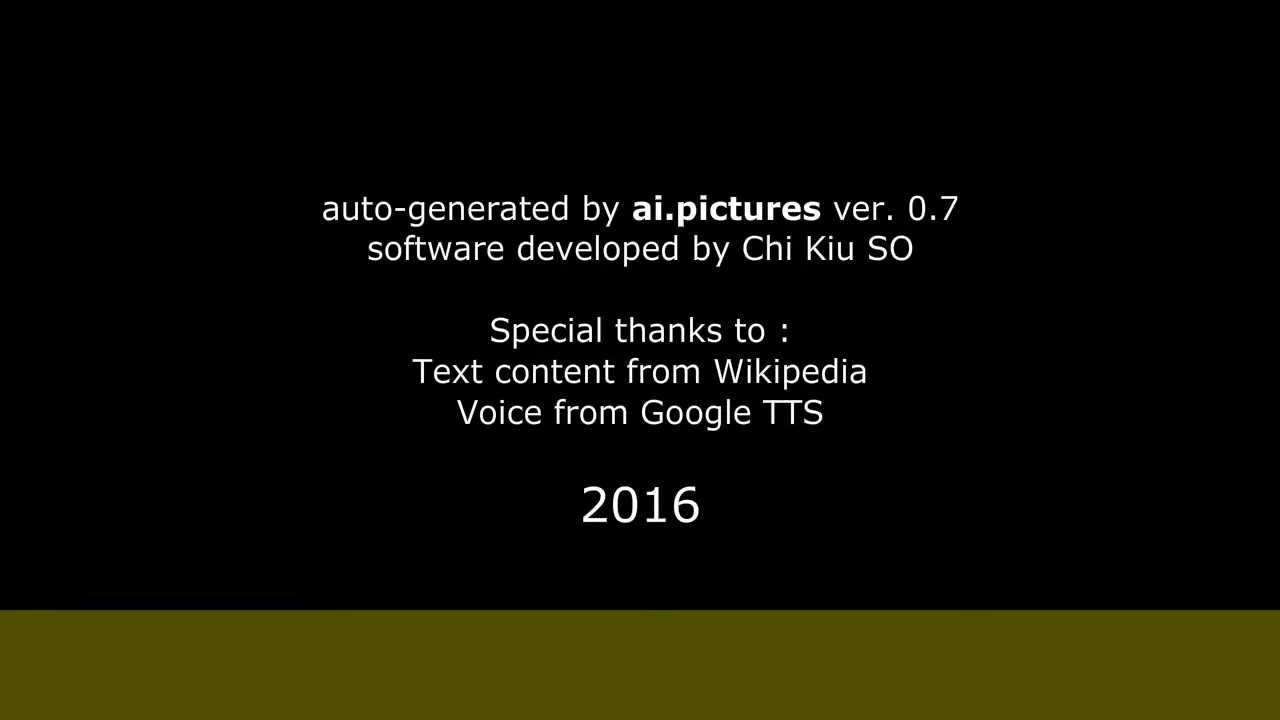 auto-generated by ai.pictures ver. 0.7
software developed by Chi Kiu SO
Special thanks to :
Text content from Wikipedia
Voice from Google TTS
2016